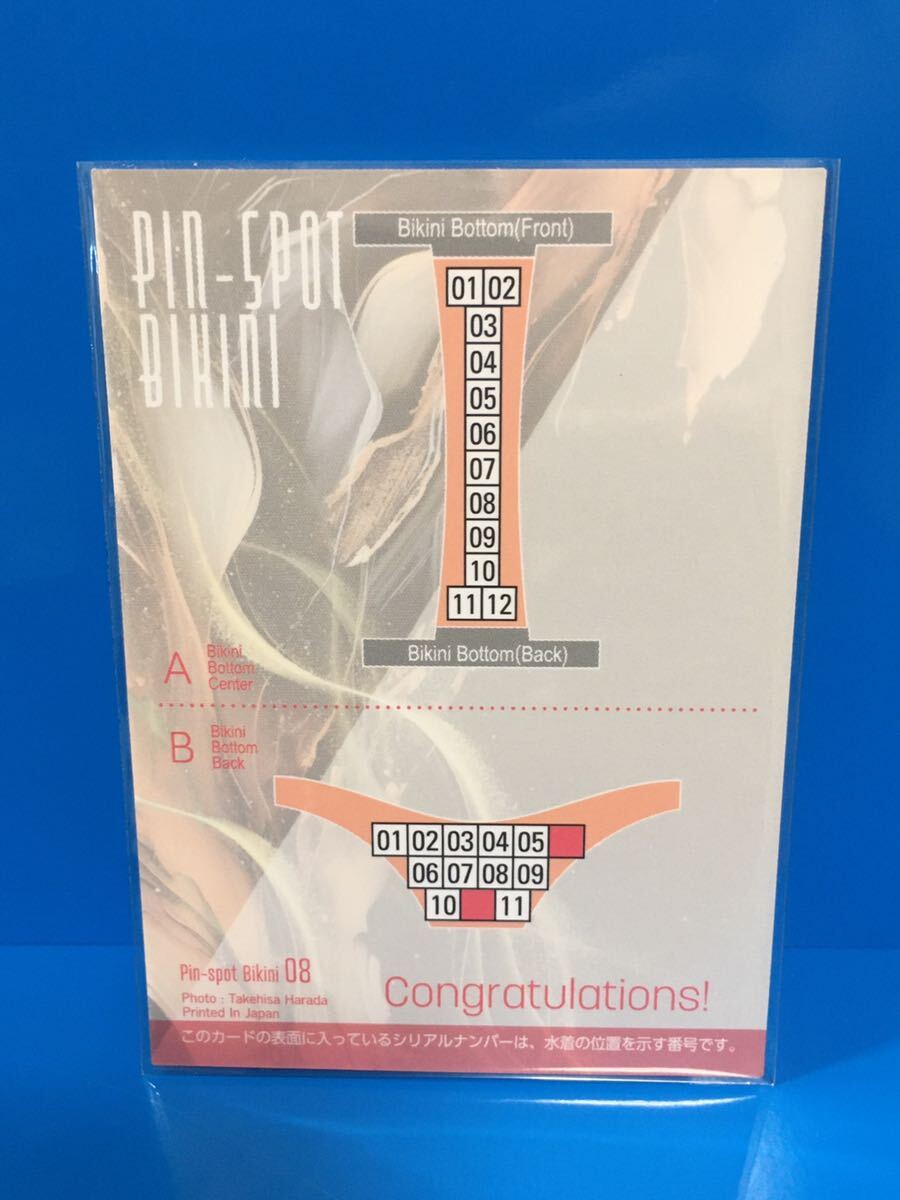 PIN-SPOT
BIKINI
Bikini Bottom(Front)
01 02
03
04
05
06
07
08
09
10
11 12
Bikini Bottom(Back)
A Bikini
Bottom
Center
B Bikini
Bottom
Back
01 02 03 04 05
06 07 08 09
10 11
Pin-spot Bikini 08
Photo : Takehisa Harada
Printed In Japan
Congratulations!
このカードの表面に入っているシリアルナンバーは、水着の位置を示す番号です。